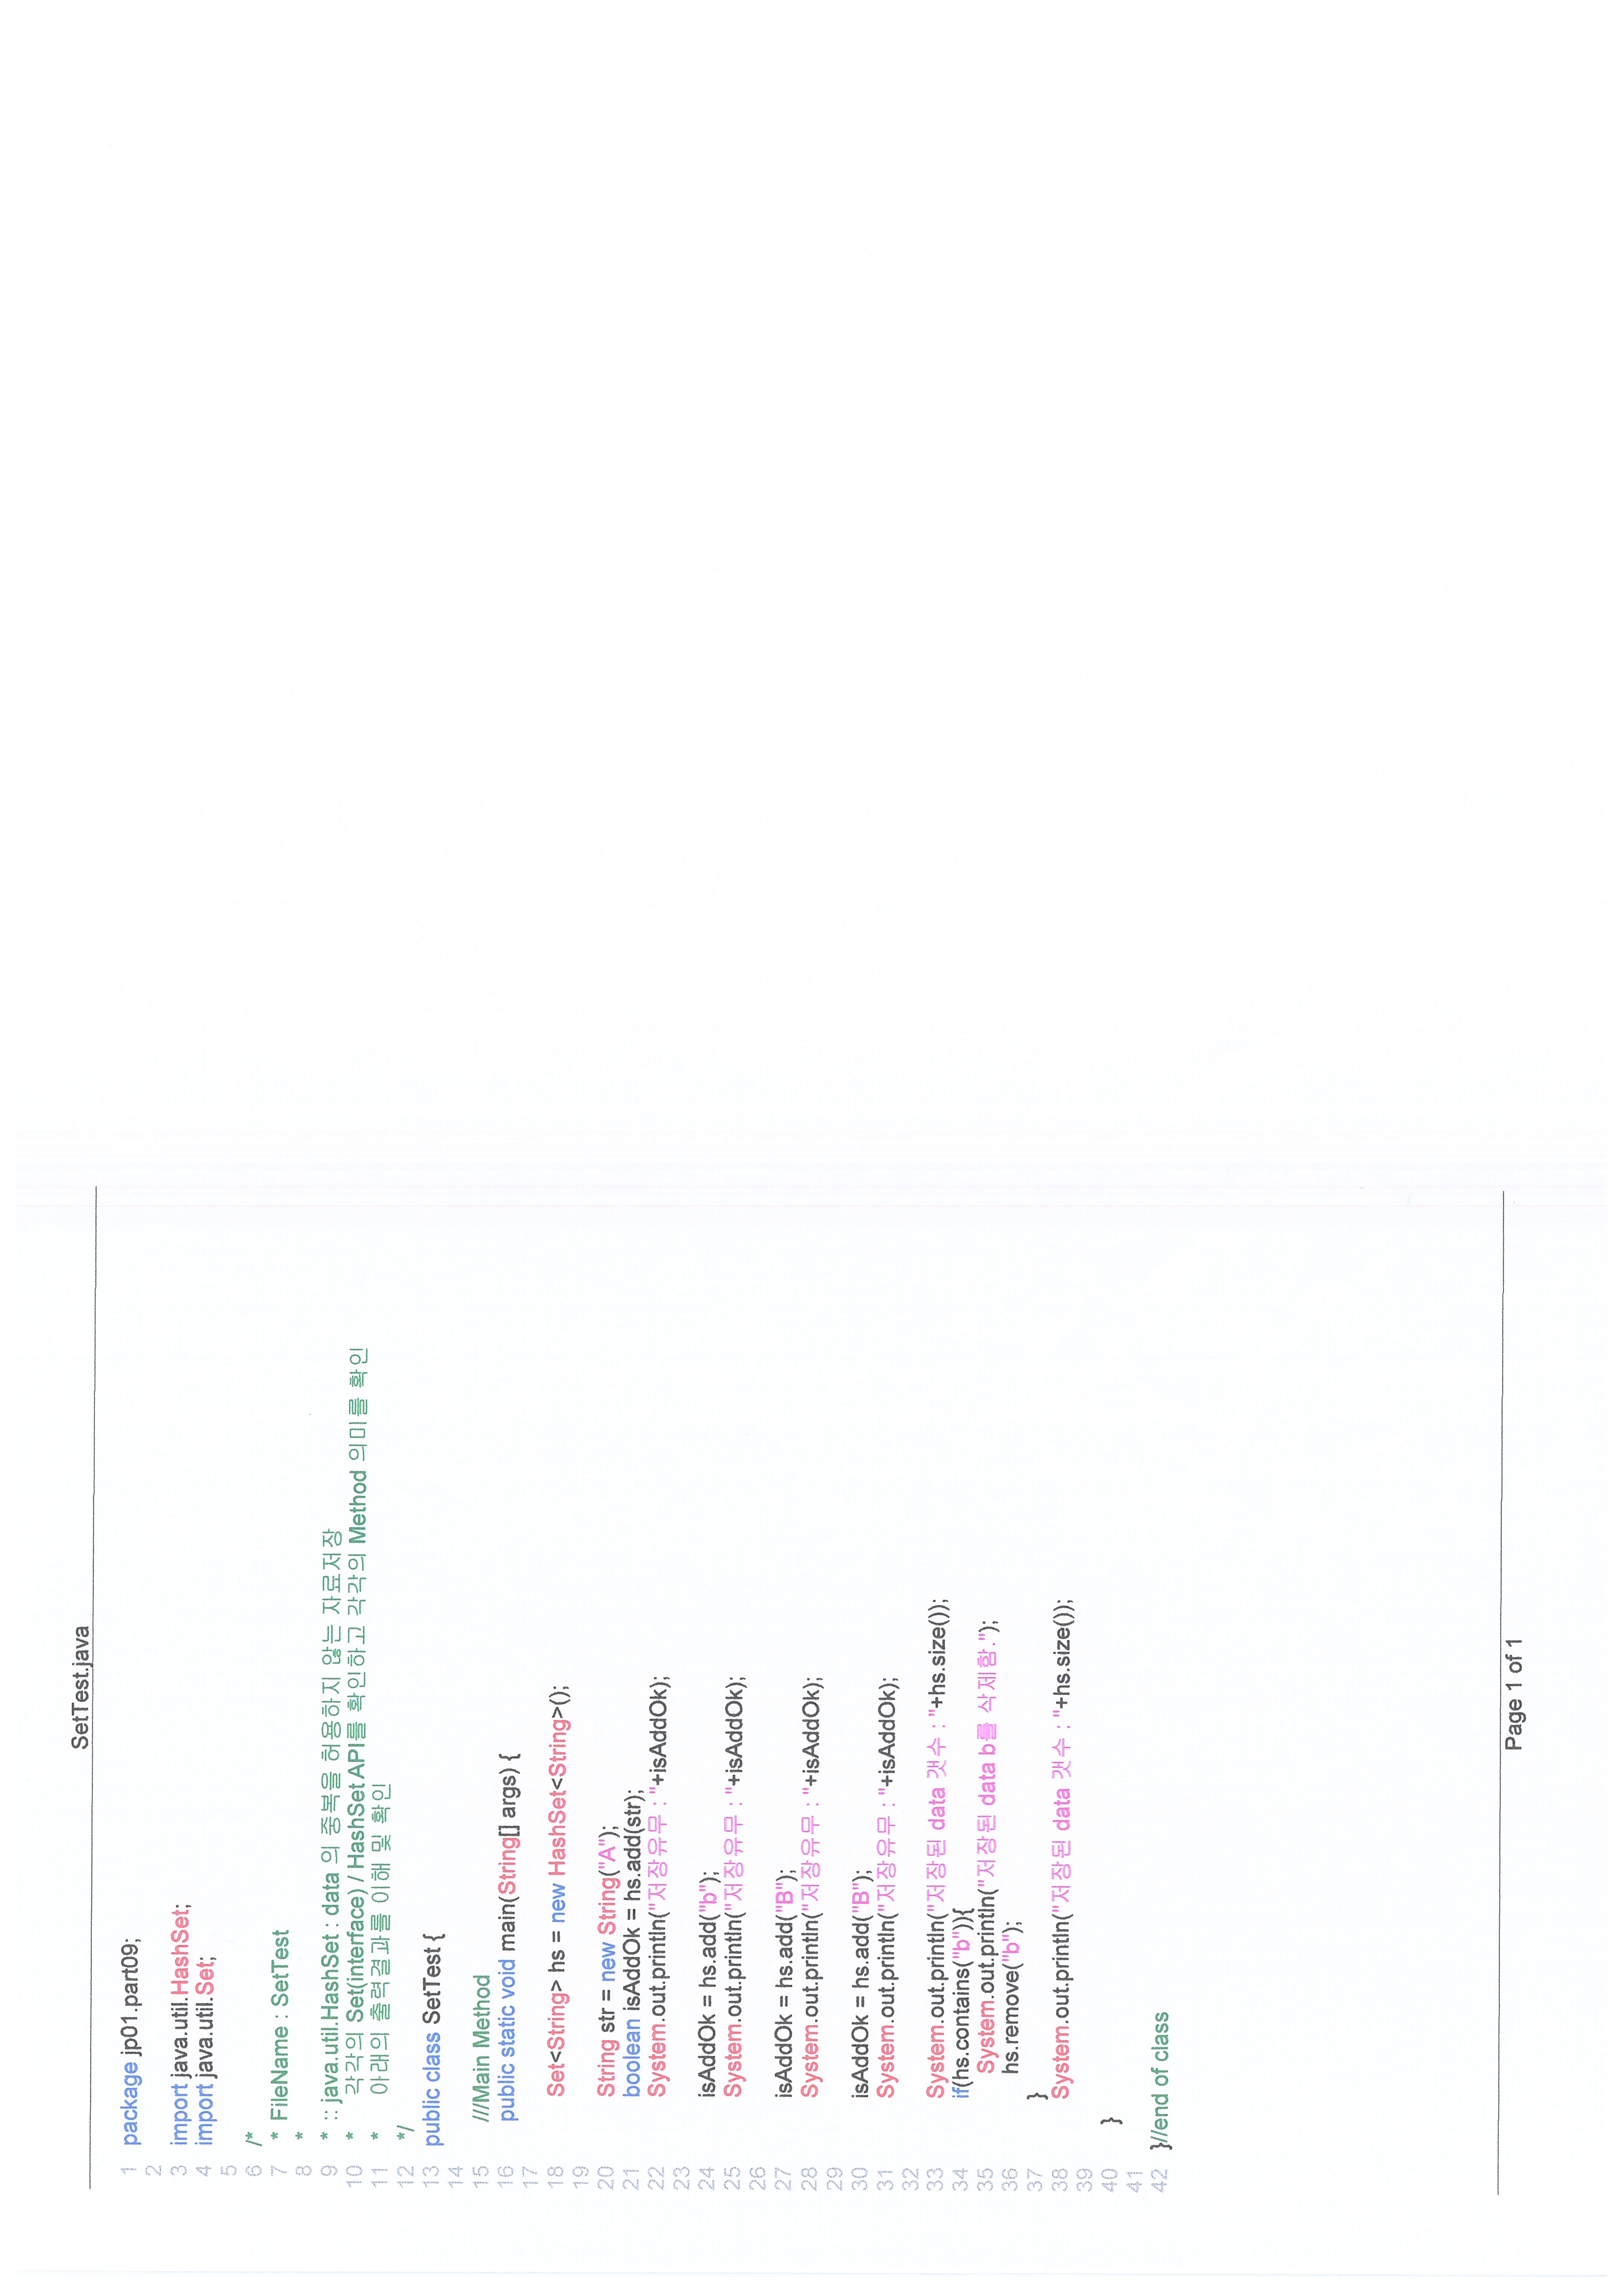 SetTest.java
1 package jp01.part09;
2
3 import java.util.HashSet;
4 import java.util.Set;
5
6 /*
7 * FileName : SetTest
8 *
9 * :: java.util.HashSet : data 의 중복을 허용하지 않는 자료저장
10 * 각각의 Set(interface) / HashSet API를 확인하고 각각의 Method 의미를 확인
11 * 아래의 출력결과를 이해 및 확인
12 */
13 public class SetTest {
14
15 ///Main Method
16 public static void main(String[] args) {
17
18 Set<String> hs = new HashSet<String>();
19
20 String str = new String("A");
21 boolean isAddOk = hs.add(str);
22 System.out.println("저장유무 : "+isAddOk);
23
24 isAddOk = hs.add("b");
25 System.out.println("저장유무 : "+isAddOk);
26
27 isAddOk = hs.add("B");
28 System.out.println("저장유무 : "+isAddOk);
29
30 isAddOk = hs.add("B");
31 System.out.println("저장유무 : "+isAddOk);
32
33 System.out.println("저장된 data 갯수 : "+hs.size());
34 if(hs.contains("b")){
35 System.out.println("저장된 data b를 삭제함.");
36 hs.remove("b");
37 }
38 System.out.println("저장된 data 갯수 : "+hs.size());
39
40 }
41
42 }//end of class
Page 1 of 1